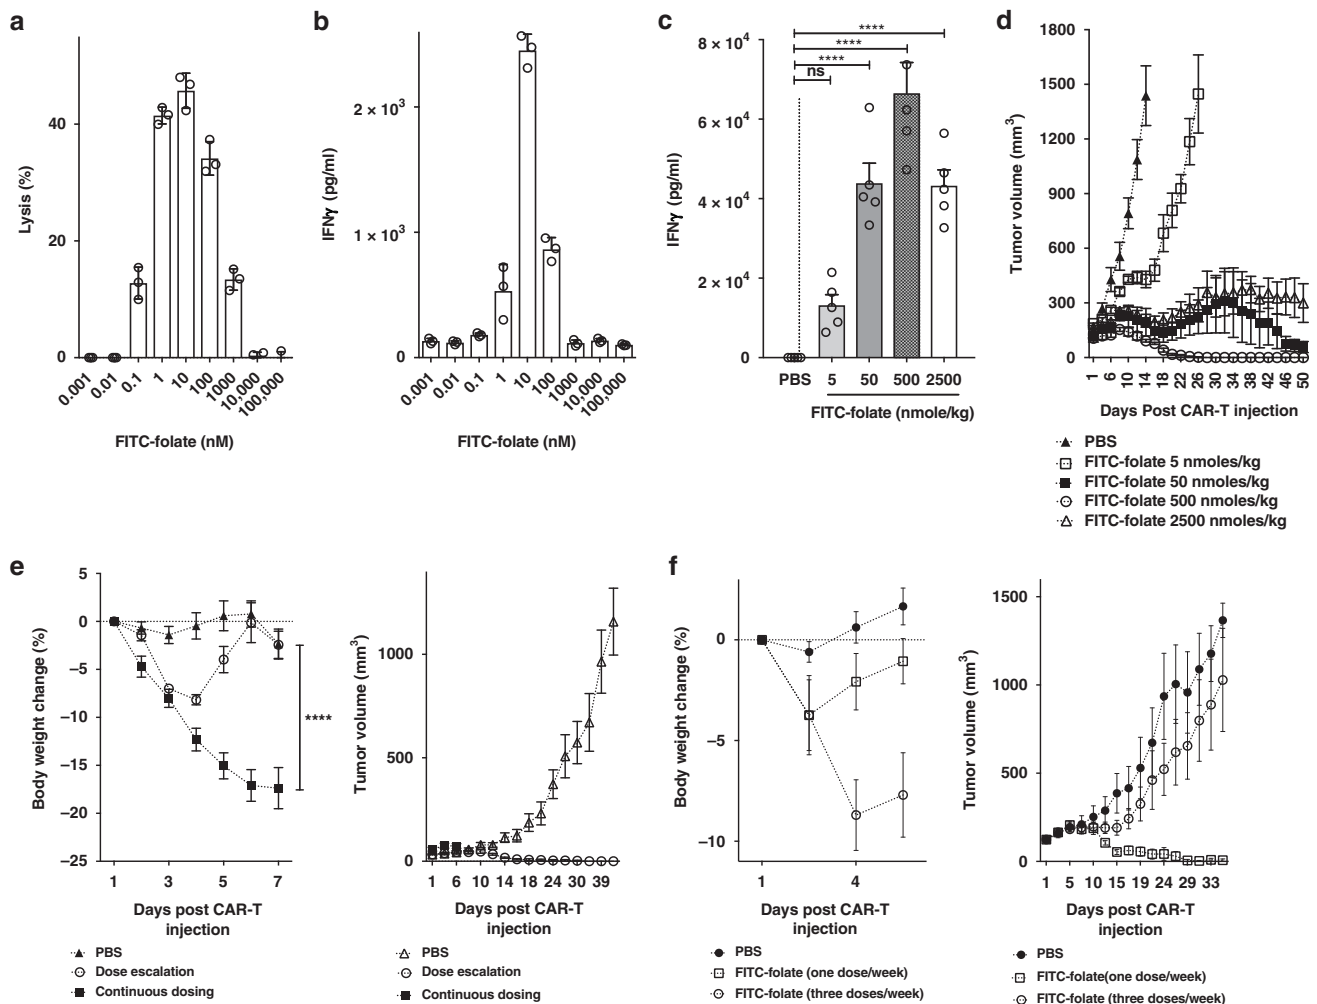 a
Lysis (%)
40
20
0
0.001
0.01
0.1
1
10
100
1000
10,000
100,000
FITC-folate (nM)
b
IFNγ (pg/ml)
2 × 10³
1 × 10³
0
0.001
0.01
0.1
1
10
100
1000
10,000
100,000
FITC-folate (nM)
c
IFNγ (pg/ml)
8 × 10⁴
6 × 10⁴
4 × 10⁴
2 × 10⁴
0
****
****
****
ns
PBS 5 50 500 2500
FITC-folate (nmole/kg)
d
Tumor volume (mm³)
1800
1500
1200
900
600
300
0
1 6 10 14 18 22 26 30 34 38 42 46 50
Days Post CAR-T injection
PBS
FITC-folate 5 nmoles/kg
FITC-folate 50 nmoles/kg
FITC-folate 500 nmoles/kg
FITC-folate 2500 nmoles/kg
e
Body weight change (%)
5
0
–5
–10
–15
–20
–25
****
1 3 5 7
Days post CAR-T
injection
PBS
Dose escalation
Continuous dosing
Tumor volume (mm³)
1000
500
0
1 6 10 14 18 24 30 39
Days post CAR-T
injection
PBS
Dose escalation
Continuous dosing
f
Body weight change (%)
0
–5
–10
1 4
Days post CAR-T
injection
PBS
FITC-folate (one dose/week)
FITC-folate (three doses/week)
Tumor volume (mm³)
1500
1000
500
0
1 5 10 15 19 24 29 33
Days post CAR-T
injection
PBS
FITC-folate(one dose/week)
FITC-folate (three doses/week)